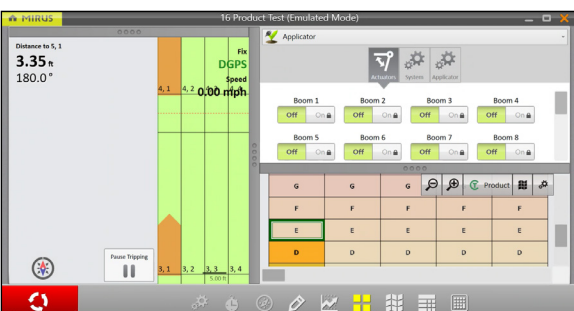 MIRUS
16 Product Test (Emulated Mode)
Distance to 5, 1
3.35 ft
180.0 °
Fix
DGPS
Speed
0.00 mph
4, 1 4, 2
Pause Tripping
3, 1 3, 2 3, 3 3, 4
5.00 ft
Applicator
Actuators System Applicator
Boom 1 Boom 2 Boom 3 Boom 4
Off On Off On Off On Off On
Boom 5 Boom 6 Boom 7 Boom 8
Off On Off On Off On Off On
Product
G G G
F F F F F
E E E E E
D D D D D